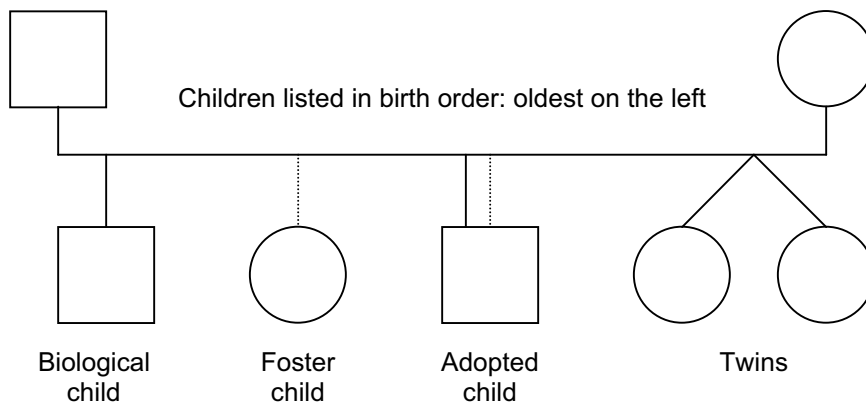 Children listed in birth order: oldest on the left
Biological
child
Foster
child
Adopted
child
Twins